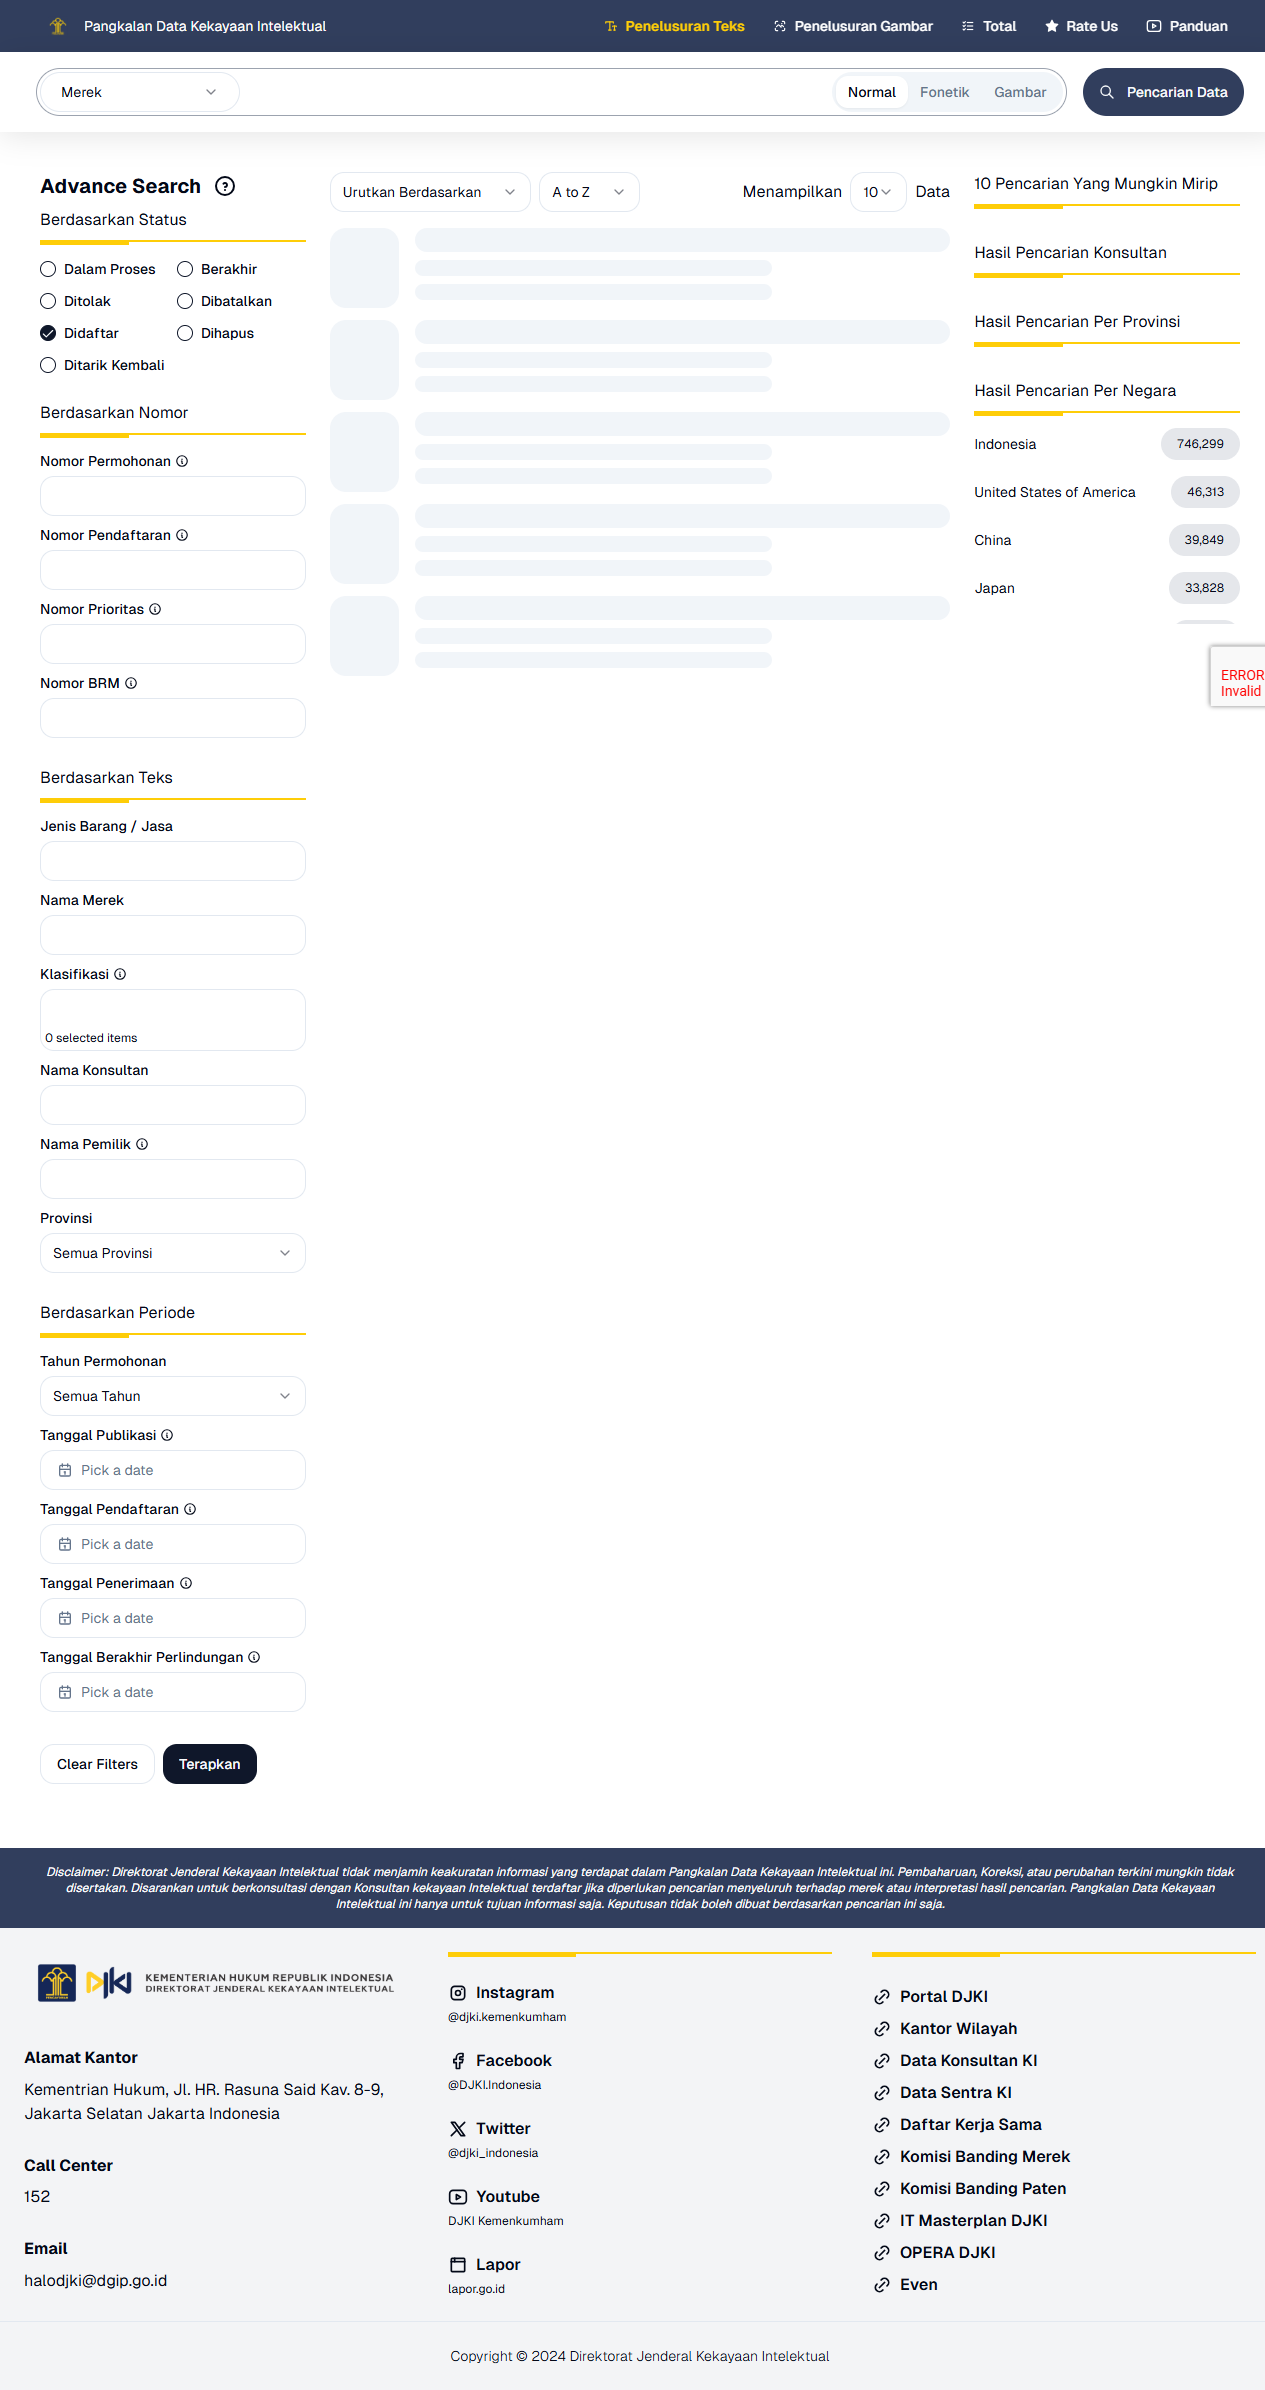 Pangkalan Data Kekayaan Intelektual
Penelusuran Teks
Penelusuran Gambar
Total
Rate Us
Panduan
Merek
Normal
Fonetik
Gambar
Pencarian Data
Advance Search
Berdasarkan Status
Dalam Proses
Berakhir
Ditolak
Dibatalkan
Didaftar
Dihapus
Ditarik Kembali
Berdasarkan Nomor
Nomor Permohonan
Nomor Pendaftaran
Nomor Prioritas
Nomor BRM
Berdasarkan Teks
Jenis Barang / Jasa
Nama Merek
Klasifikasi
0 selected items
Nama Konsultan
Nama Pemilik
Provinsi
Semua Provinsi
Berdasarkan Periode
Tahun Permohonan
Semua Tahun
Tanggal Publikasi
Pick a date
Tanggal Pendaftaran
Pick a date
Tanggal Penerimaan
Pick a date
Tanggal Berakhir Perlindungan
Pick a date
Clear Filters
Terapkan
Urutkan Berdasarkan
A to Z
Menampilkan
10
Data
10 Pencarian Yang Mungkin Mirip
Hasil Pencarian Konsultan
Hasil Pencarian Per Provinsi
Hasil Pencarian Per Negara
Indonesia
746,299
United States of America
46,313
China
39,849
Japan
33,828
ERROR
Invalid
Disclaimer: Direktorat Jenderal Kekayaan Intelektual tidak menjamin keakuratan informasi yang terdapat dalam Pangkalan Data Kekayaan Intelektual ini. Pembaharuan, Koreksi, atau perubahan terkini mungkin tidak
disertakan. Disarankan untuk berkonsultasi dengan Konsultan kekayaan Intelektual terdaftar jika diperlukan pencarian menyeluruh terhadap merek atau interpretasi hasil pencarian. Pangkalan Data Kekayaan
Intelektual ini hanya untuk tujuan informasi saja. Keputusan tidak boleh dibuat berdasarkan pencarian ini saja.
DJKI
KEMENTERIAN HUKUM REPUBLIK INDONESIA
DIREKTORAT JENDERAL KEKAYAAN INTELEKTUAL
Alamat Kantor
Kementrian Hukum, Jl. HR. Rasuna Said Kav. 8-9,
Jakarta Selatan Jakarta Indonesia
Call Center
152
Email
halodjki@dgip.go.id
Instagram
@djki.kemenkumham
Facebook
@DJKI.Indonesia
Twitter
@djki_indonesia
Youtube
DJKI Kemenkumham
Lapor
lapor.go.id
Portal DJKI
Kantor Wilayah
Data Konsultan KI
Data Sentra KI
Daftar Kerja Sama
Komisi Banding Merek
Komisi Banding Paten
IT Masterplan DJKI
OPERA DJKI
Even
Copyright © 2024 Direktorat Jenderal Kekayaan Intelektual